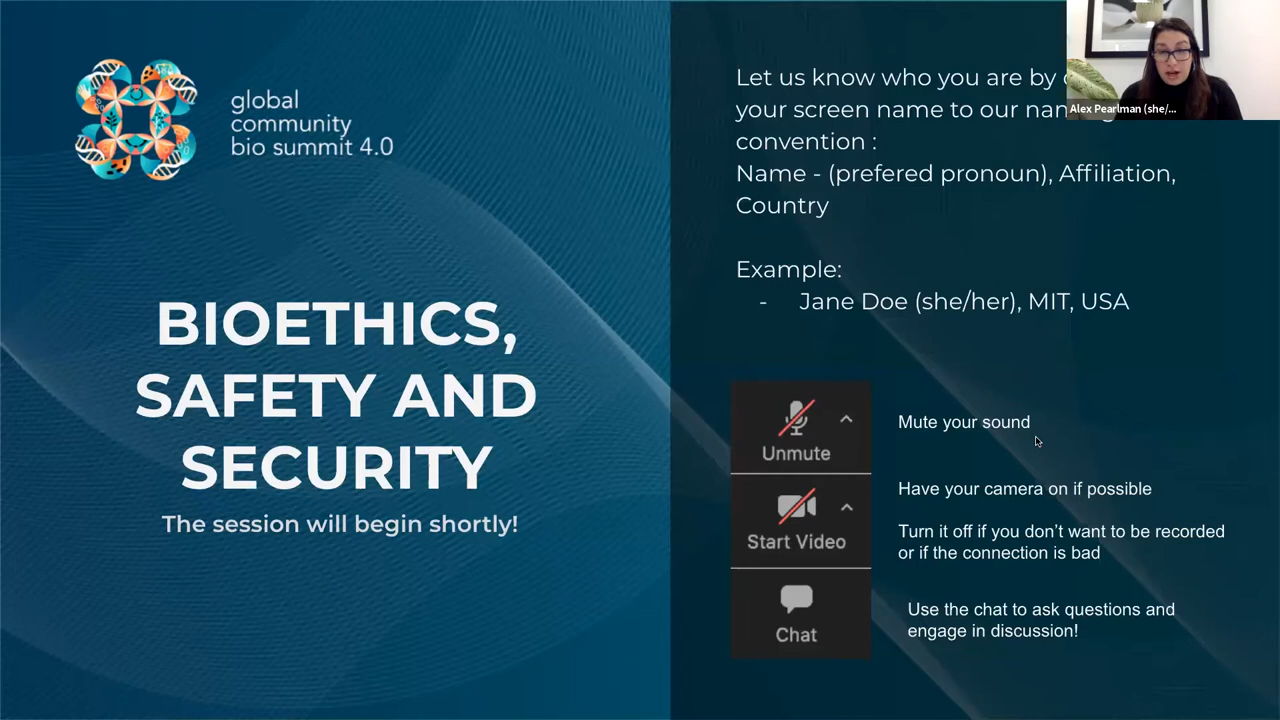 global
community
bio summit 4.0
BIOETHICS,
SAFETY AND
SECURITY
The session will begin shortly!
Let us know who you are by
your screen name to our
convention :
Name - (prefered pronoun), Affiliation,
Country
Example:
- Jane Doe (she/her), MIT, USA
Alex Pearlman (she/...
Unmute
Mute your sound
Start Video
Have your camera on if possible
Turn it off if you don't want to be recorded
or if the connection is bad
Chat
Use the chat to ask questions and
engage in discussion!